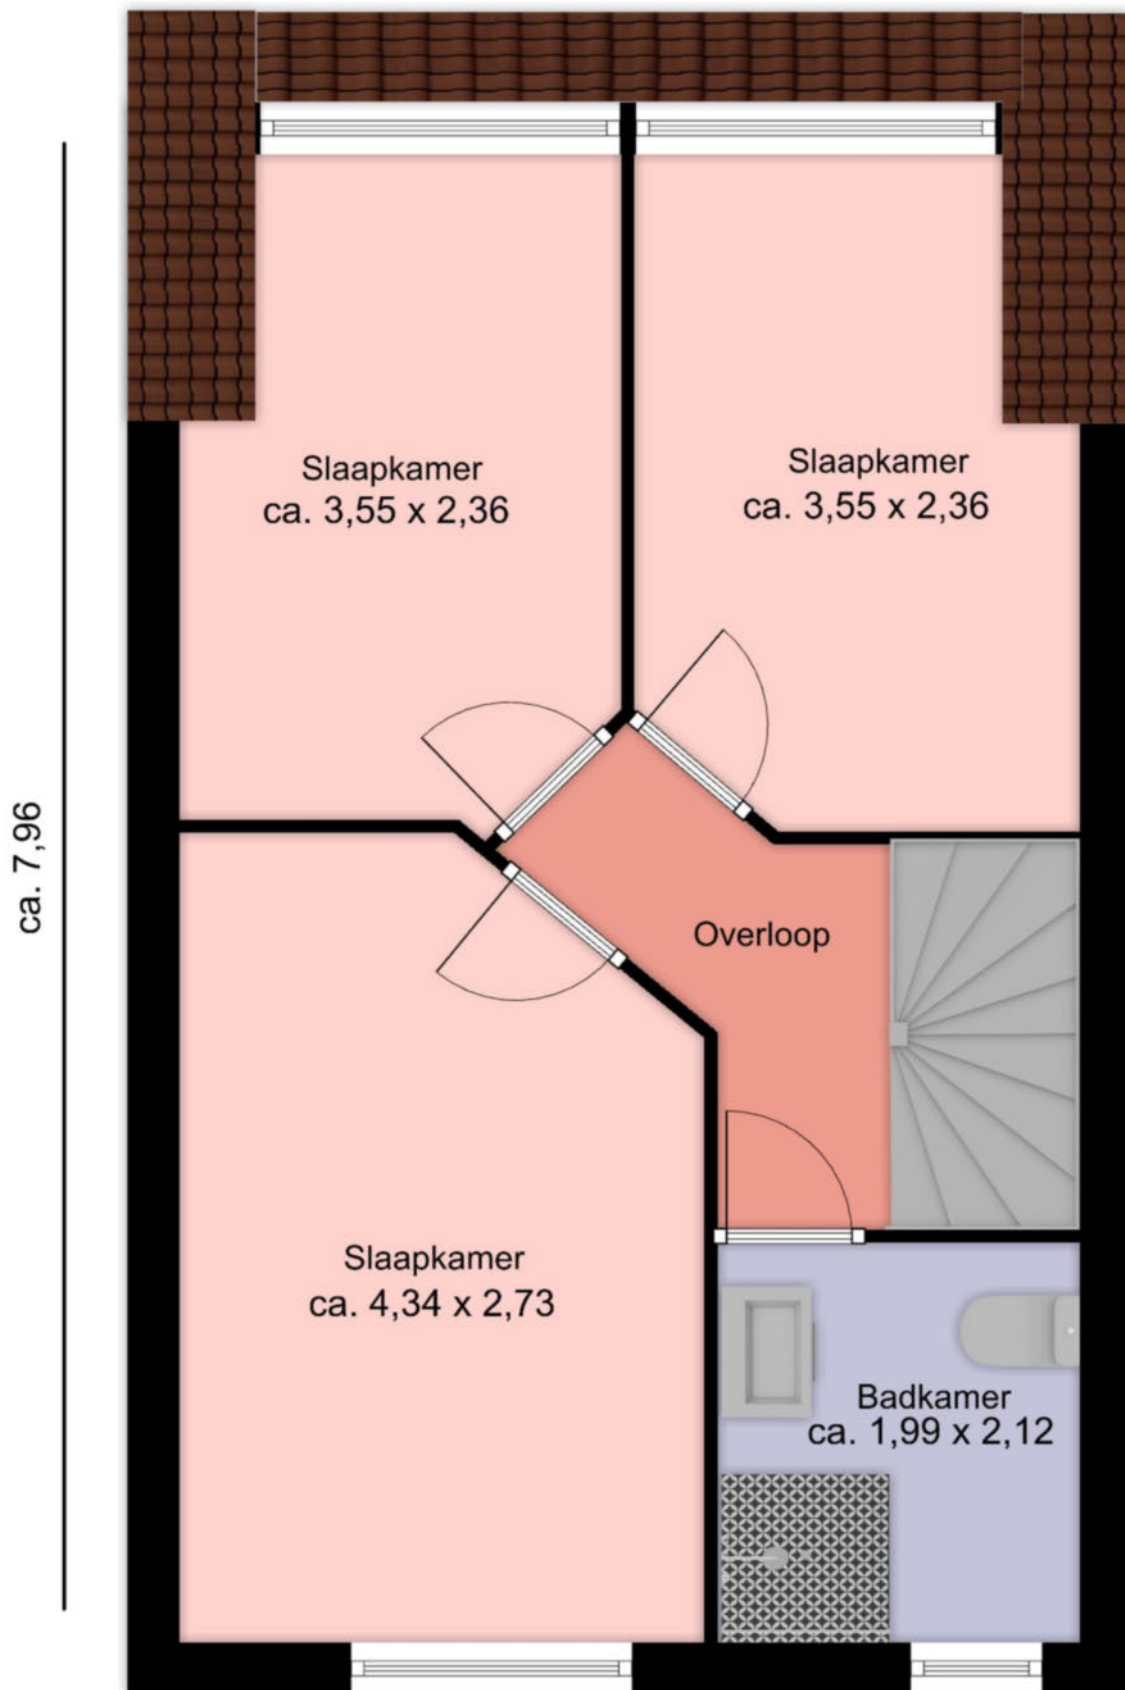 Slaapkamer
ca. 3,55 x 2,36
Slaapkamer
ca. 3,55 x 2,36
ca. 7,96
Overloop
Slaapkamer
ca. 4,34 x 2,73
Badkamer
ca. 1,99 x 2,12